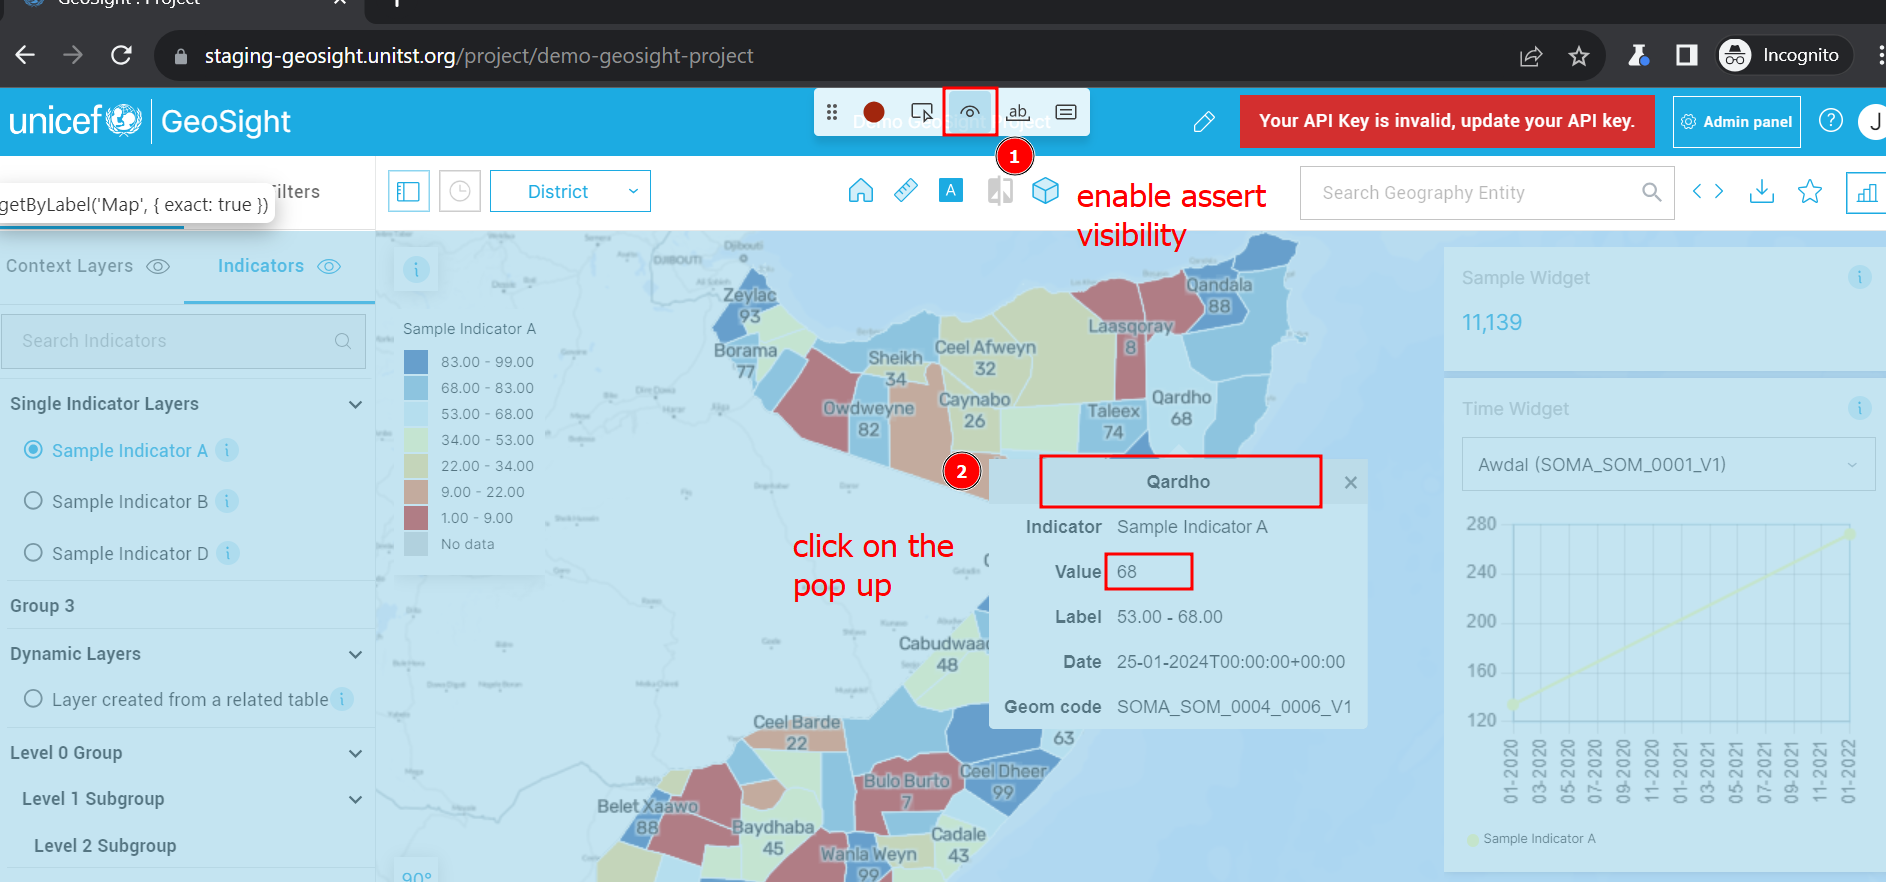 GeoSight : Project
staging-geosight.unitst.org/project/demo-geosight-project
Incognito
unicef
GeoSight
ab
Demo GeoSight Project
Your API Key is invalid, update your API key.
Admin panel
?
J
1
getByLabel('Map', { exact: true })
Filters
District
A
enable assert
visibility
Search Geography Entity
Context Layers
Indicators
Search Indicators
Single Indicator Layers
Sample Indicator A
Sample Indicator B
Sample Indicator D
Group 3
Dynamic Layers
Layer created from a related table
Level 0 Group
Level 1 Subgroup
Level 2 Subgroup
Sample Indicator A
83.00 - 99.00
68.00 - 83.00
53.00 - 68.00
34.00 - 53.00
22.00 - 34.00
9.00 - 22.00
1.00 - 9.00
No data
Djibouti
DJIBOUTI
Zeylac
93
Borama
77
Sheikh
34
Ceel Afweyn
32
Laasqoray
8
Qandala
88
Owdweyne
82
Caynabo
26
Taleex
74
Qardho
68
2
click on the
pop up
Qardho
Indicator Sample Indicator A
Value 68
Label 53.00 - 68.00
Date 25-01-2024T00:00:00+00:00
Geom code SOMA_SOM_0004_0006_V1
Cabudwaa
48
63
Ceel Barde
22
Bulo Burto
7
Ceel Dheer
99
Belet Xaawo
88
Baydhaba
45
Cadale
43
Wanla Weyn
99
90°
Sample Widget
11,139
Time Widget
Awdal (SOMA_SOM_0001_V1)
280
240
200
160
120
01-2020
03-2020
05-2020
07-2020
09-2020
11-2020
01-2021
03-2021
05-2021
07-2021
09-2021
11-2021
01-2022
Sample Indicator A